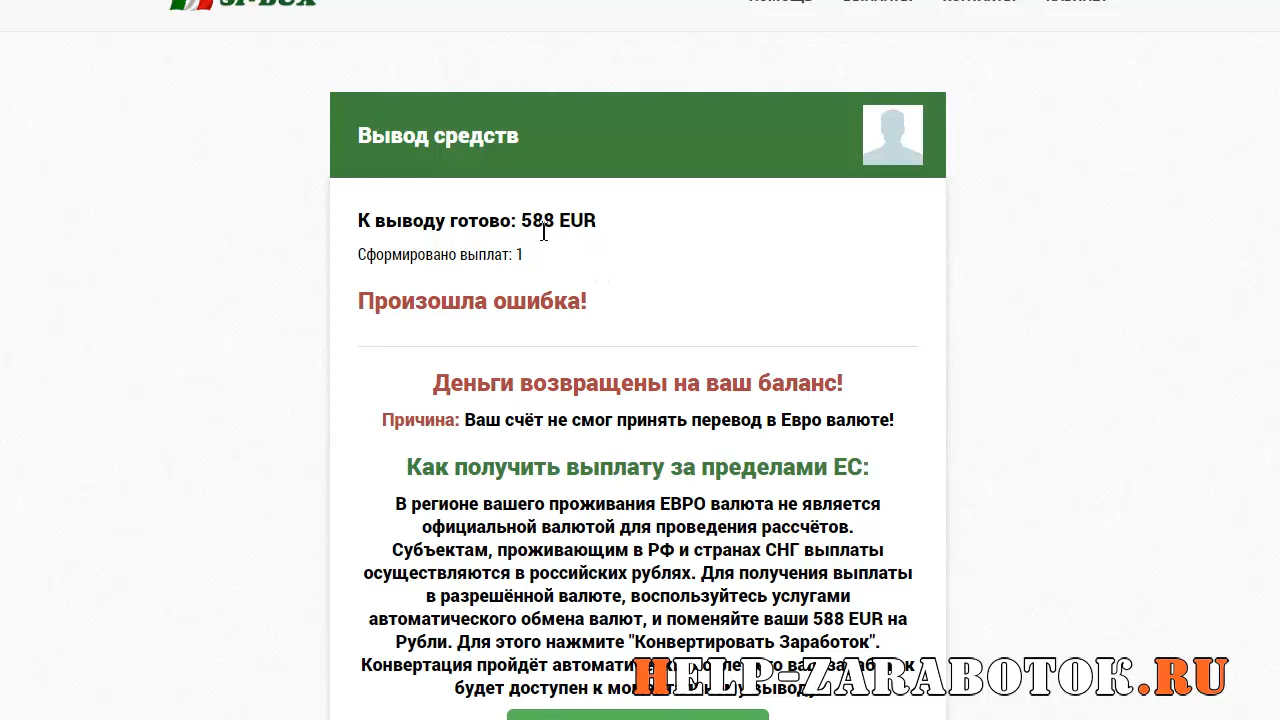 Вывод средств
К выводу готово: 588 EUR
Сформировано выплат: 1
Произошла ошибка!
Деньги возвращены на ваш баланс!
Причина: Ваш счёт не смог принять перевод в Евро валюте!
Как получить выплату за пределами ЕС:
В регионе вашего проживания ЕВРО валюта не является
официальной валютой для проведения рассчётов.
Субъектам, проживающим в РФ и странах СНГ выплаты
осуществляются в российских рублях. Для получения выплаты
в разрешённой валюте, воспользуйтесь услугами
автоматического обмена валют, и поменяйте ваши 588 EUR на
Рубли. Для этого нажмите "Конвертировать Заработок".
Конвертация пройдёт
будет доступен к
HELP-ZARABOTOK.RU